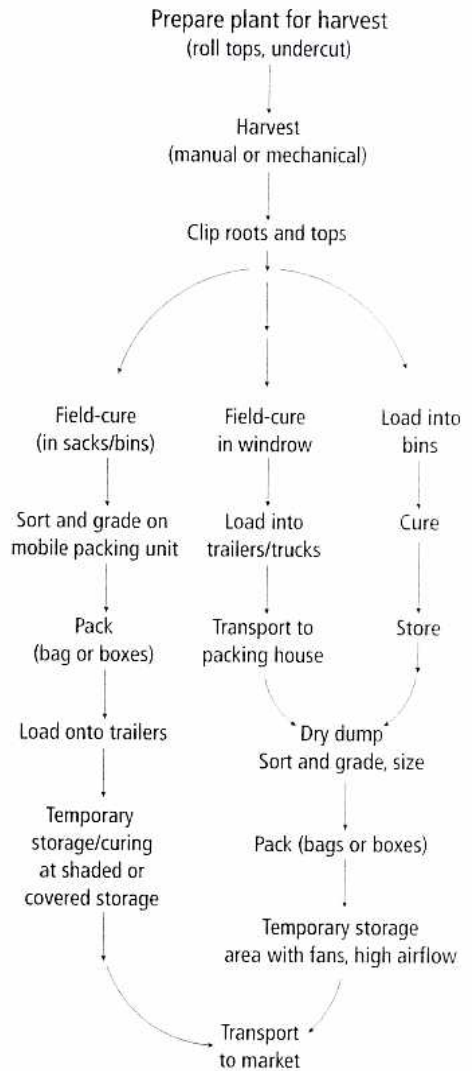 Prepare plant for harvest
(roll tops, undercut)
Harvest
(manual or mechanical)
Clip roots and tops
Field-cure
(in sacks/bins)
Sort and grade on
mobile packing unit
Pack
(bag or boxes)
Load onto trailers
Temporary
storage/curing
at shaded or
covered storage
Field-cure
in windrow
Load into
trailers/trucks
Transport to
packing house
Load into
bins
Cure
Store
Dry dump
Sort and grade, size
Pack (bags or boxes)
Temporary storage
area with fans, high airflow
Transport
to market